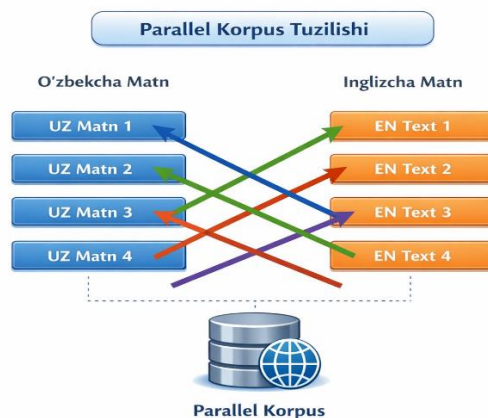 Parallel Korpus Tuzilishi
O'zbekcha Matn Inglizcha Matn
UZ Matn 1 EN Text 1
UZ Matn 2 EN Text 2
UZ Matn 3 EN Text 3
UZ Matn 4 EN Text 4
Parallel Korpus